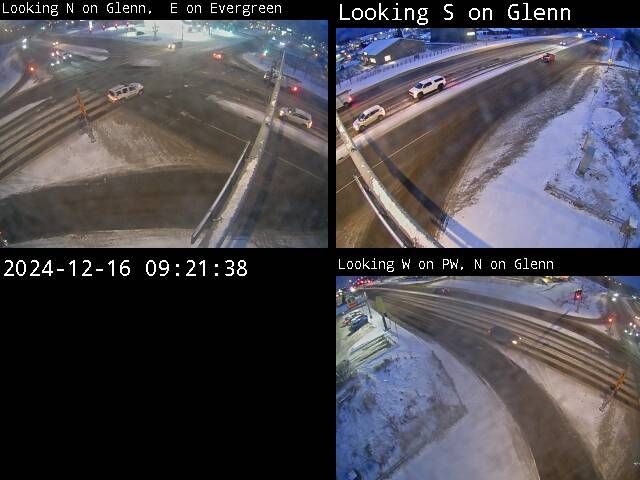 Looking N on Glenn,  E on Evergreen
Looking S on Glenn
2024-12-16 09:21:38
Looking W on PW, N on Glenn